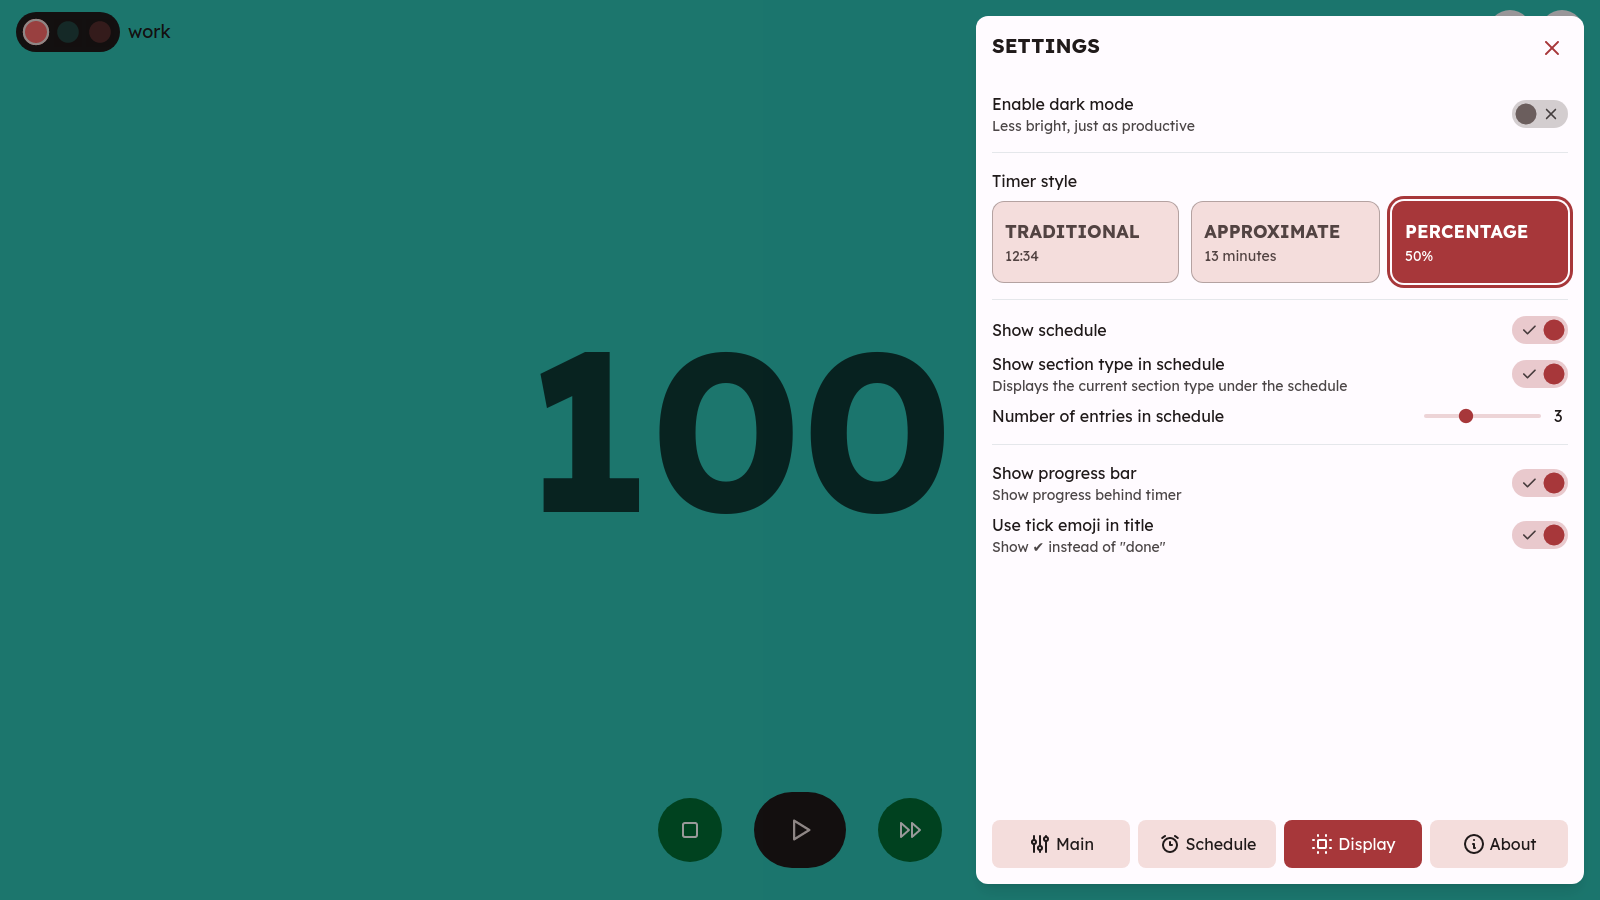 work
100
SETTINGS
Enable dark mode
Less bright, just as productive
Timer style
TRADITIONAL
12:34
APPROXIMATE
13 minutes
PERCENTAGE
50%
Show schedule
Show section type in schedule
Displays the current section type under the schedule
Number of entries in schedule
3
Show progress bar
Show progress behind timer
Use tick emoji in title
Show ✔ instead of "done"
Main
Schedule
Display
About